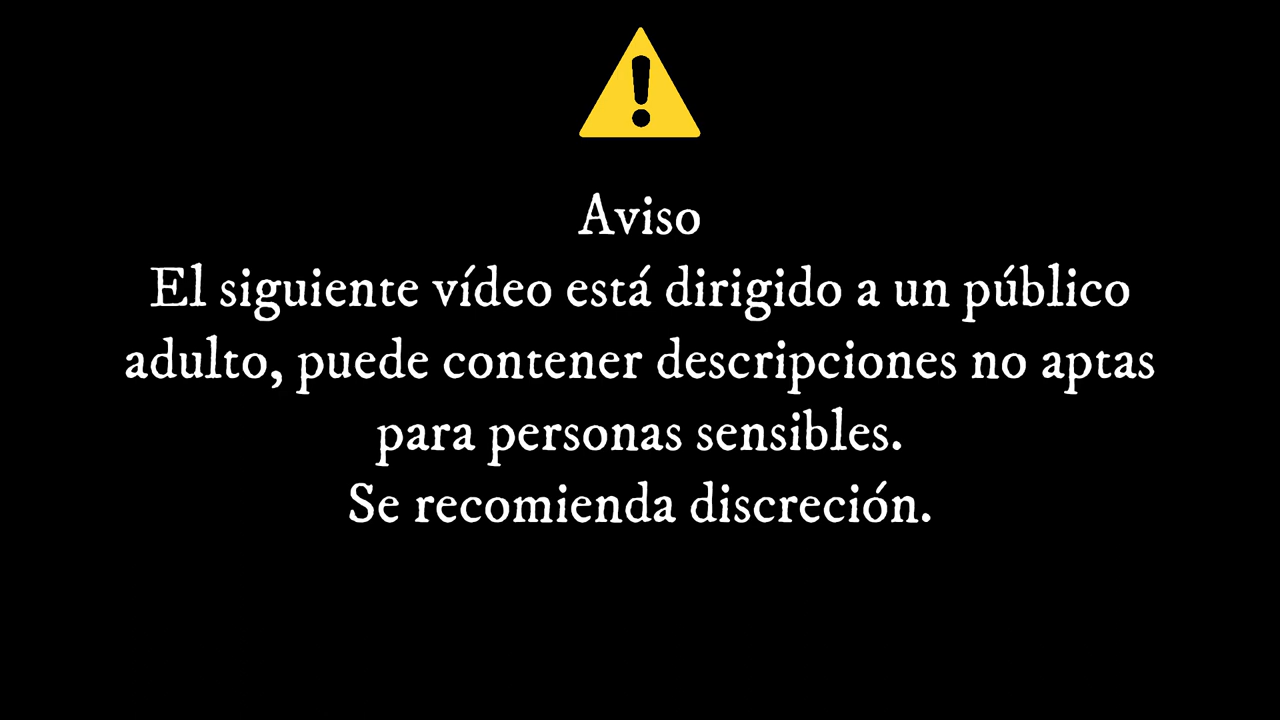 Aviso
El siguiente vídeo está dirigido a un público
adulto, puede contener descripciones no aptas
para personas sensibles.
Se recomienda discreción.